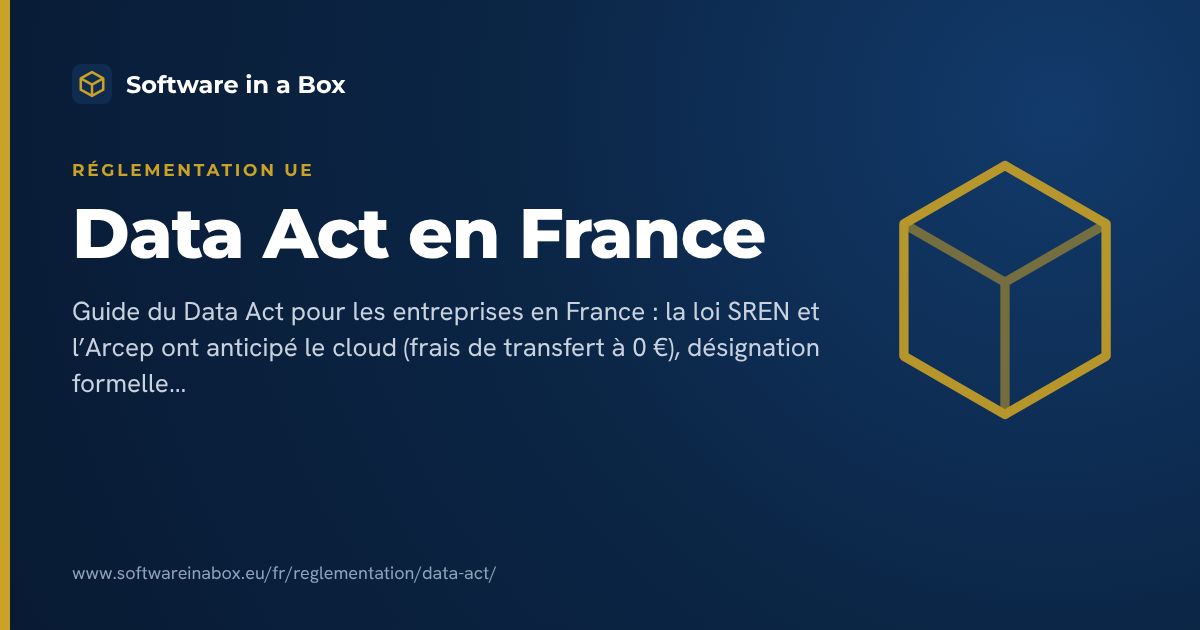 Software in a Box
RÉGLEMENTATION UE
Data Act en France
Guide du Data Act pour les entreprises en France : la loi SREN et
l’Arcep ont anticipé le cloud (frais de transfert à 0 €), désignation
formelle…
www.softwareinabox.eu/fr/reglementation/data-act/